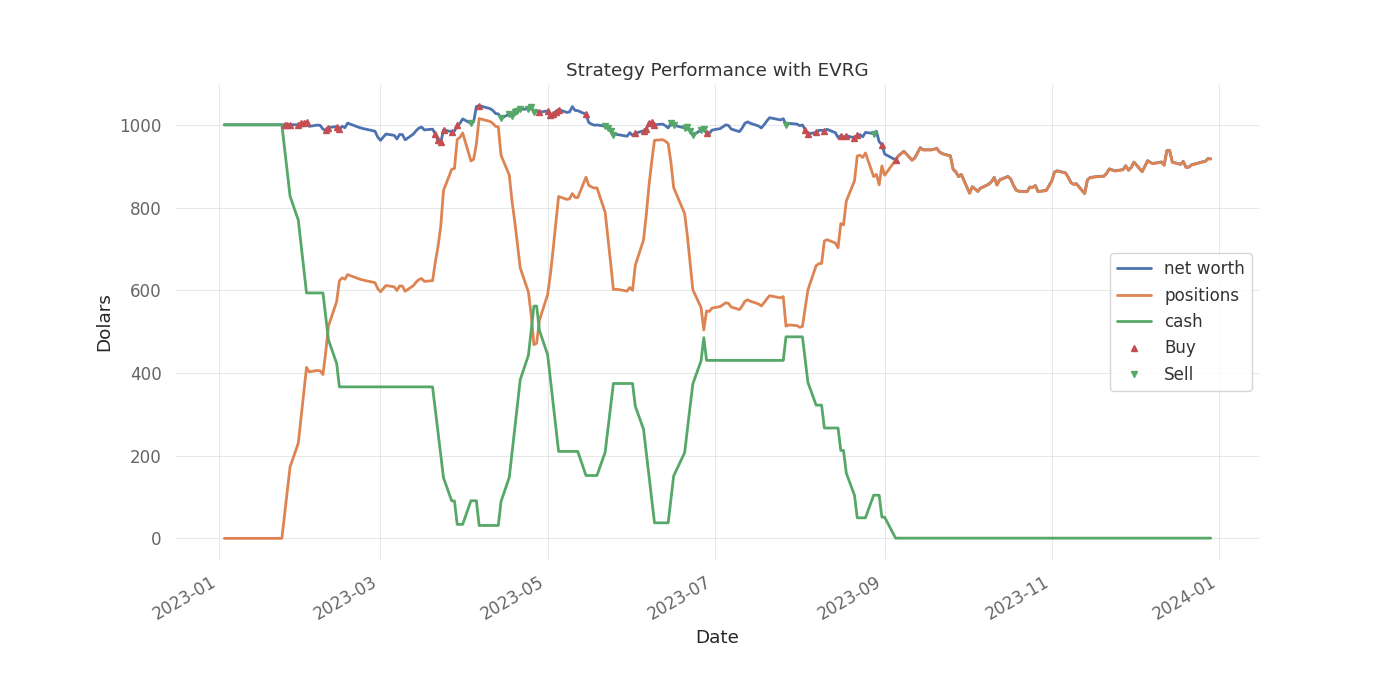 Strategy Performance with EVRG
Dolars
1000
800
600
400
200
0
net worth
positions
cash
Buy
Sell
2023-01
2023-03
2023-05
2023-07
2023-09
2023-11
2024-01
Date